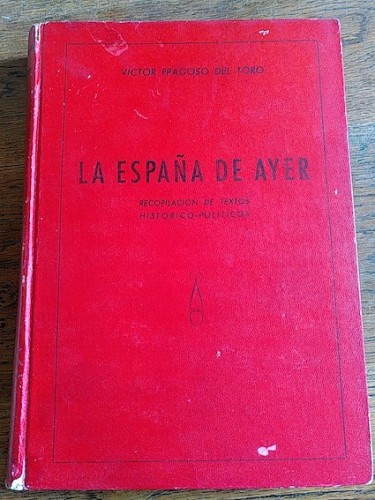 VICTOR FRAGOSO DEL TORO
LA ESPAÑA DE AYER
RECOPILACION DE TEXTOS
HISTORICO-POLITICOS